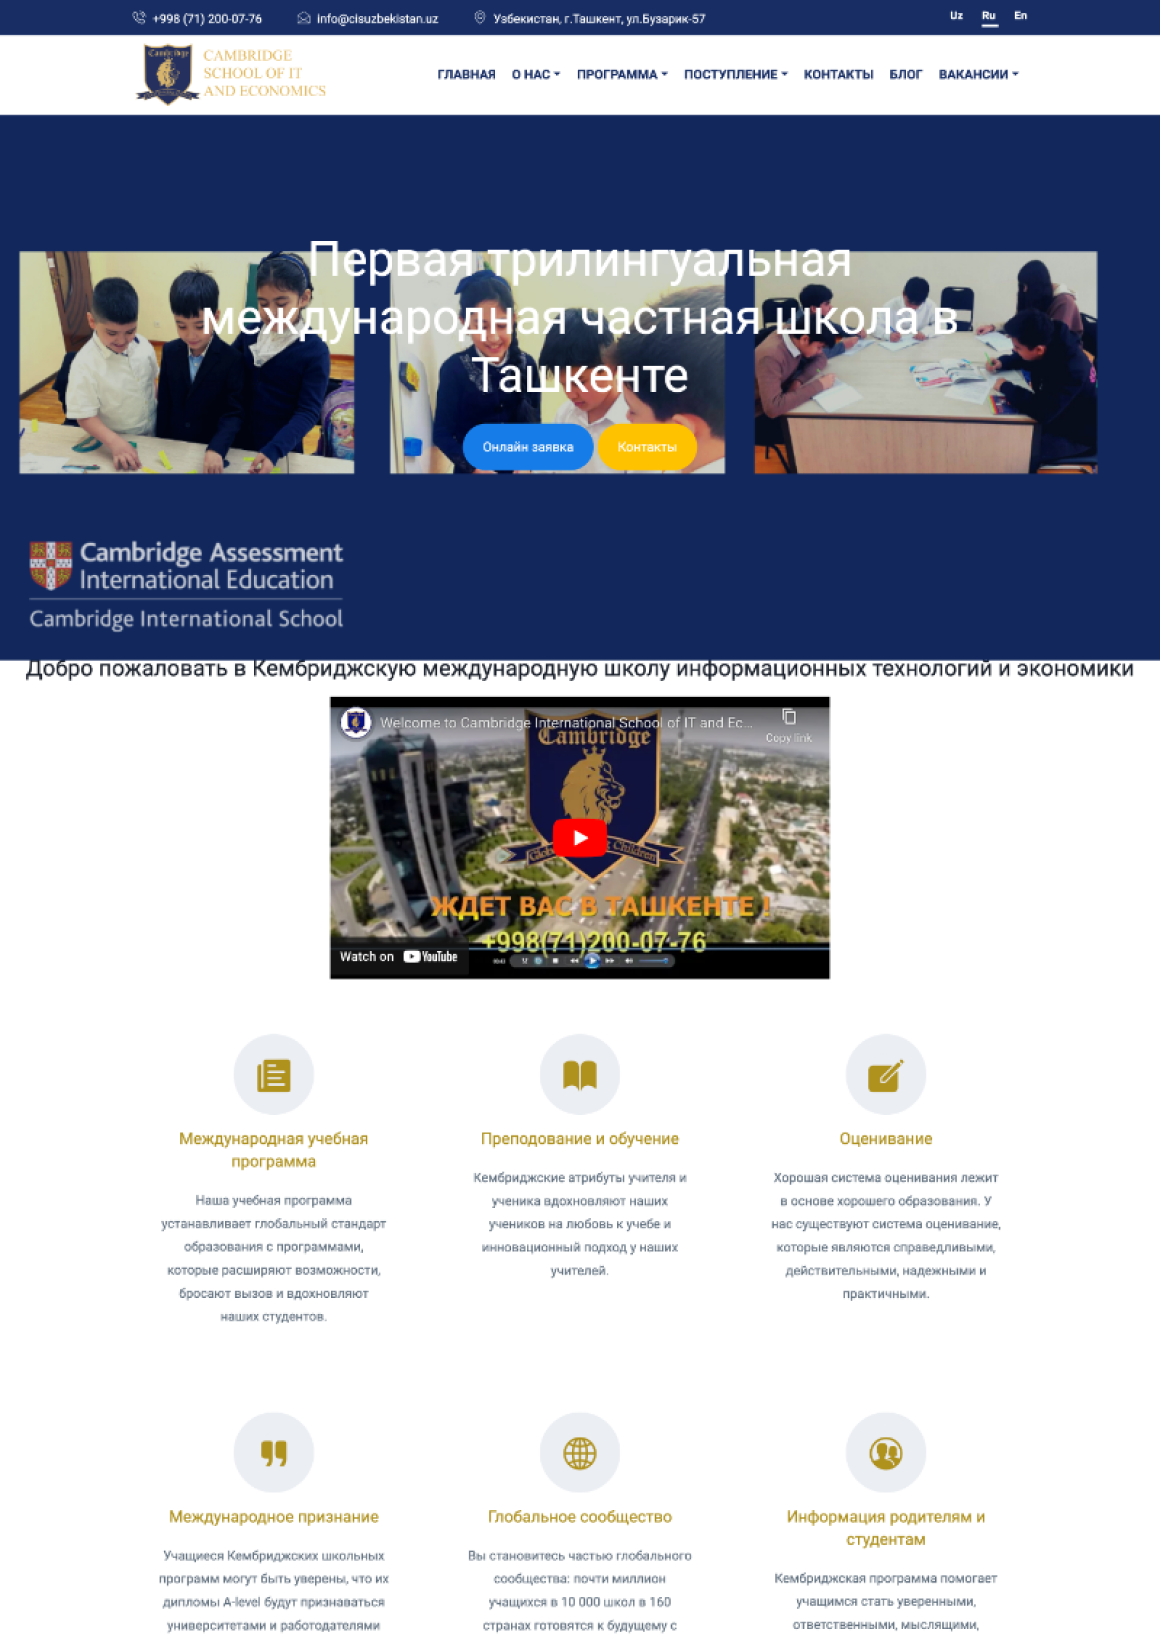 +998 (71) 200-07-76
info@cisuzbekistan.uz
Узбекистан, г.Ташкент, ул.Бузарик-57
Uz
Ru
En
Cambridge
CAMBRIDGE
SCHOOL OF IT
AND ECONOMICS
ГЛАВНАЯ
О НАС
ПРОГРАММА
ПОСТУПЛЕНИЕ
КОНТАКТЫ
БЛОГ
ВАКАНСИИ
Первая трилингуальная
международная частная школа в
Ташкенте
Онлайн заявка
Контакты
Cambridge Assessment
International Education
Cambridge International School
Добро пожаловать в Кембриджскую международную школу информационных технологий и экономики
Welcome to Cambridge International School of IT and Ec...
Copy link
Cambridge
Children
ЖДЕТ ВАС В ТАШКЕНТЕ !
+998(71)200-07-76
Watch on YouTube
Международная учебная
программа
Наша учебная программа
устанавливает глобальный стандарт
образования с программами,
которые расширяют возможности,
бросают вызов и вдохновляют
наших студентов.
Преподование и обучение
Кембриджские атрибуты учителя и
ученика вдохновляют наших
учеников на любовь к учебе и
инновационный подход у наших
учителей.
Оценивание
Хорошая система оценивания лежит
в основе хорошего образования. У
нас существуют система оценивание,
которые являются справедливыми,
действительными, надежными и
практичными.
Международное признание
Учащиеся Кембриджских школьных
программ могут быть уверены, что их
дипломы A-level будут признаваться
университетами и работодателями
Глобальное сообщество
Вы становитесь частью глобального
сообщества: почти миллион
учащихся в 10 000 школ в 160
странах готовятся к будущему с
Информация родителям и
студентам
Кембриджская программа помогает
учащимся стать уверенными,
ответственными, мыслящими,